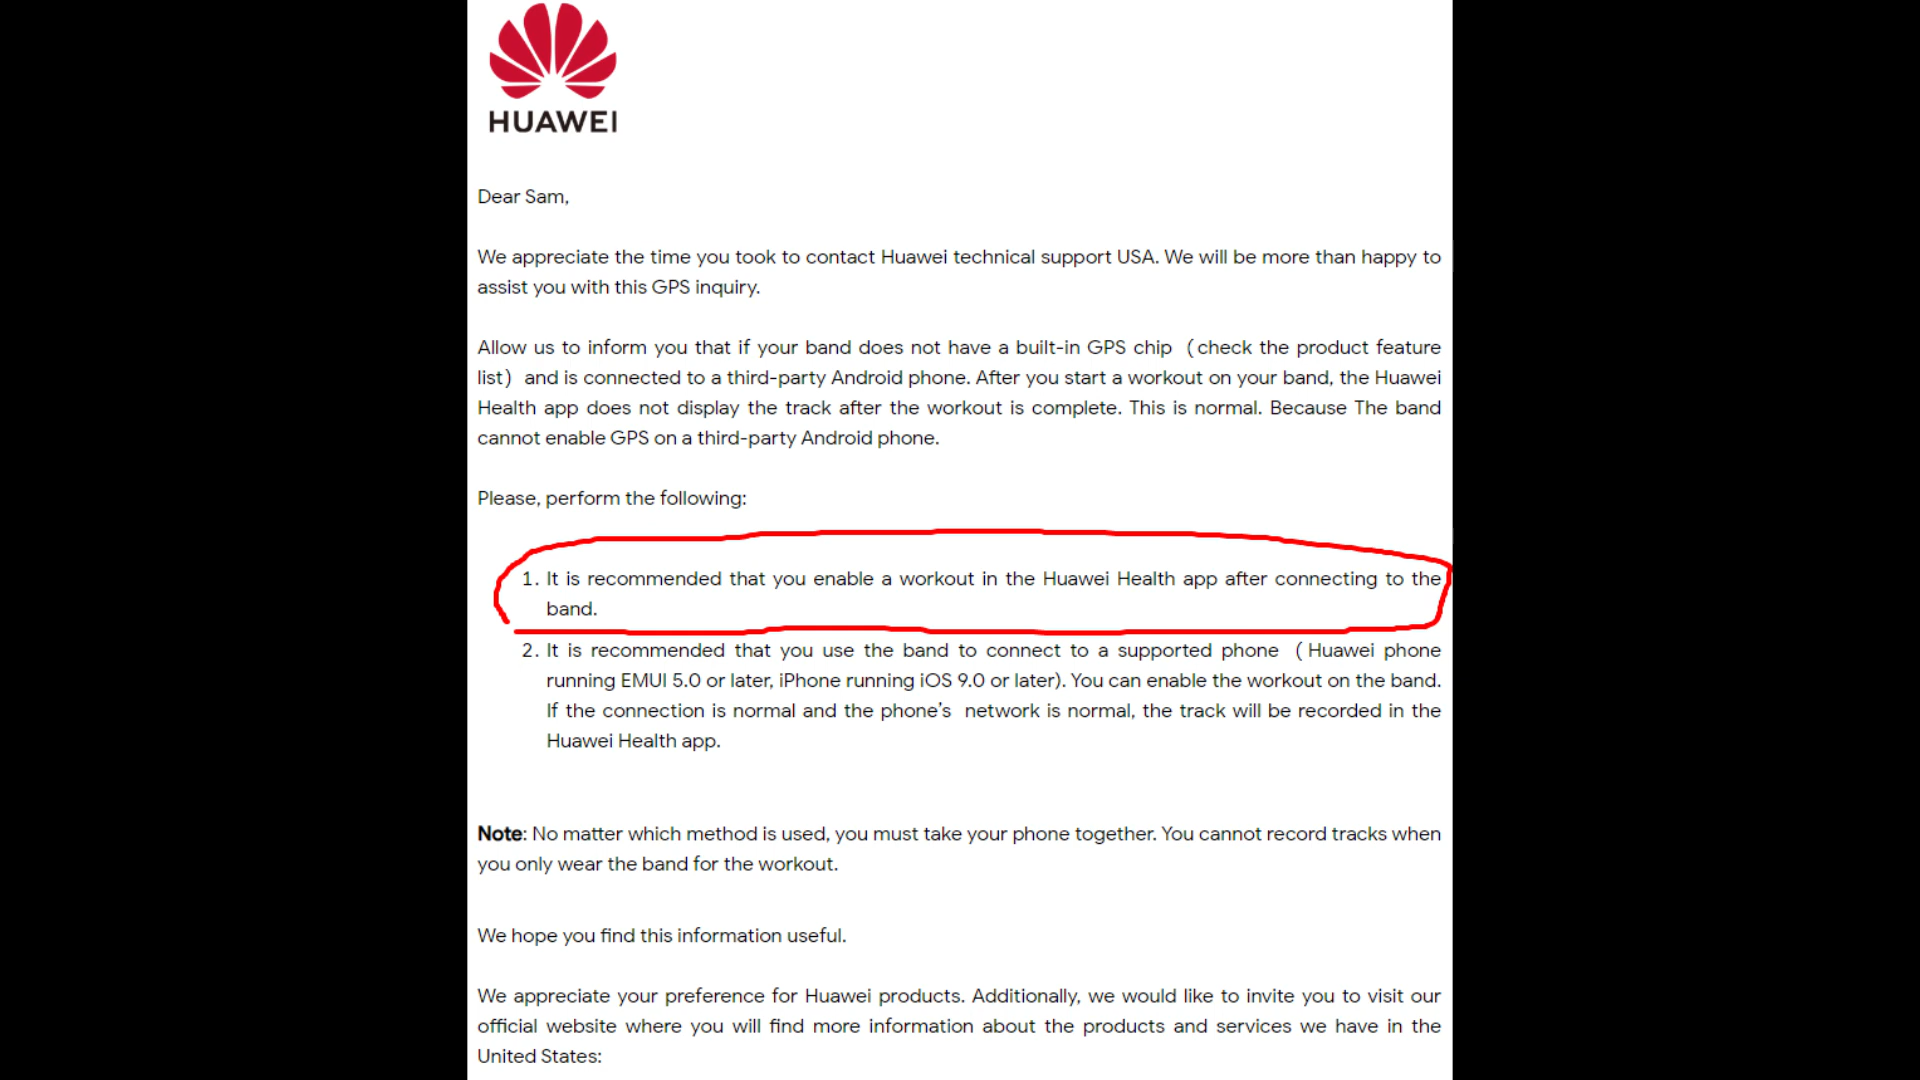 HUAWEI
Dear Sam,
We appreciate the time you took to contact Huawei technical support USA. We will be more than happy to
assist you with this GPS inquiry.
Allow us to inform you that if your band does not have a built-in GPS chip （check the product feature
list） and is connected to a third-party Android phone. After you start a workout on your band, the Huawei
Health app does not display the track after the workout is complete. This is normal. Because The band
cannot enable GPS on a third-party Android phone.
Please, perform the following:
1. It is recommended that you enable a workout in the Huawei Health app after connecting to the
band.
2. It is recommended that you use the band to connect to a supported phone （Huawei phone
running EMUI 5.0 or later, iPhone running iOS 9.0 or later). You can enable the workout on the band.
If the connection is normal and the phone’s network is normal, the track will be recorded in the
Huawei Health app.
Note: No matter which method is used, you must take your phone together. You cannot record tracks when
you only wear the band for the workout.
We hope you find this information useful.
We appreciate your preference for Huawei products. Additionally, we would like to invite you to visit our
official website where you will find more information about the products and services we have in the
United States: